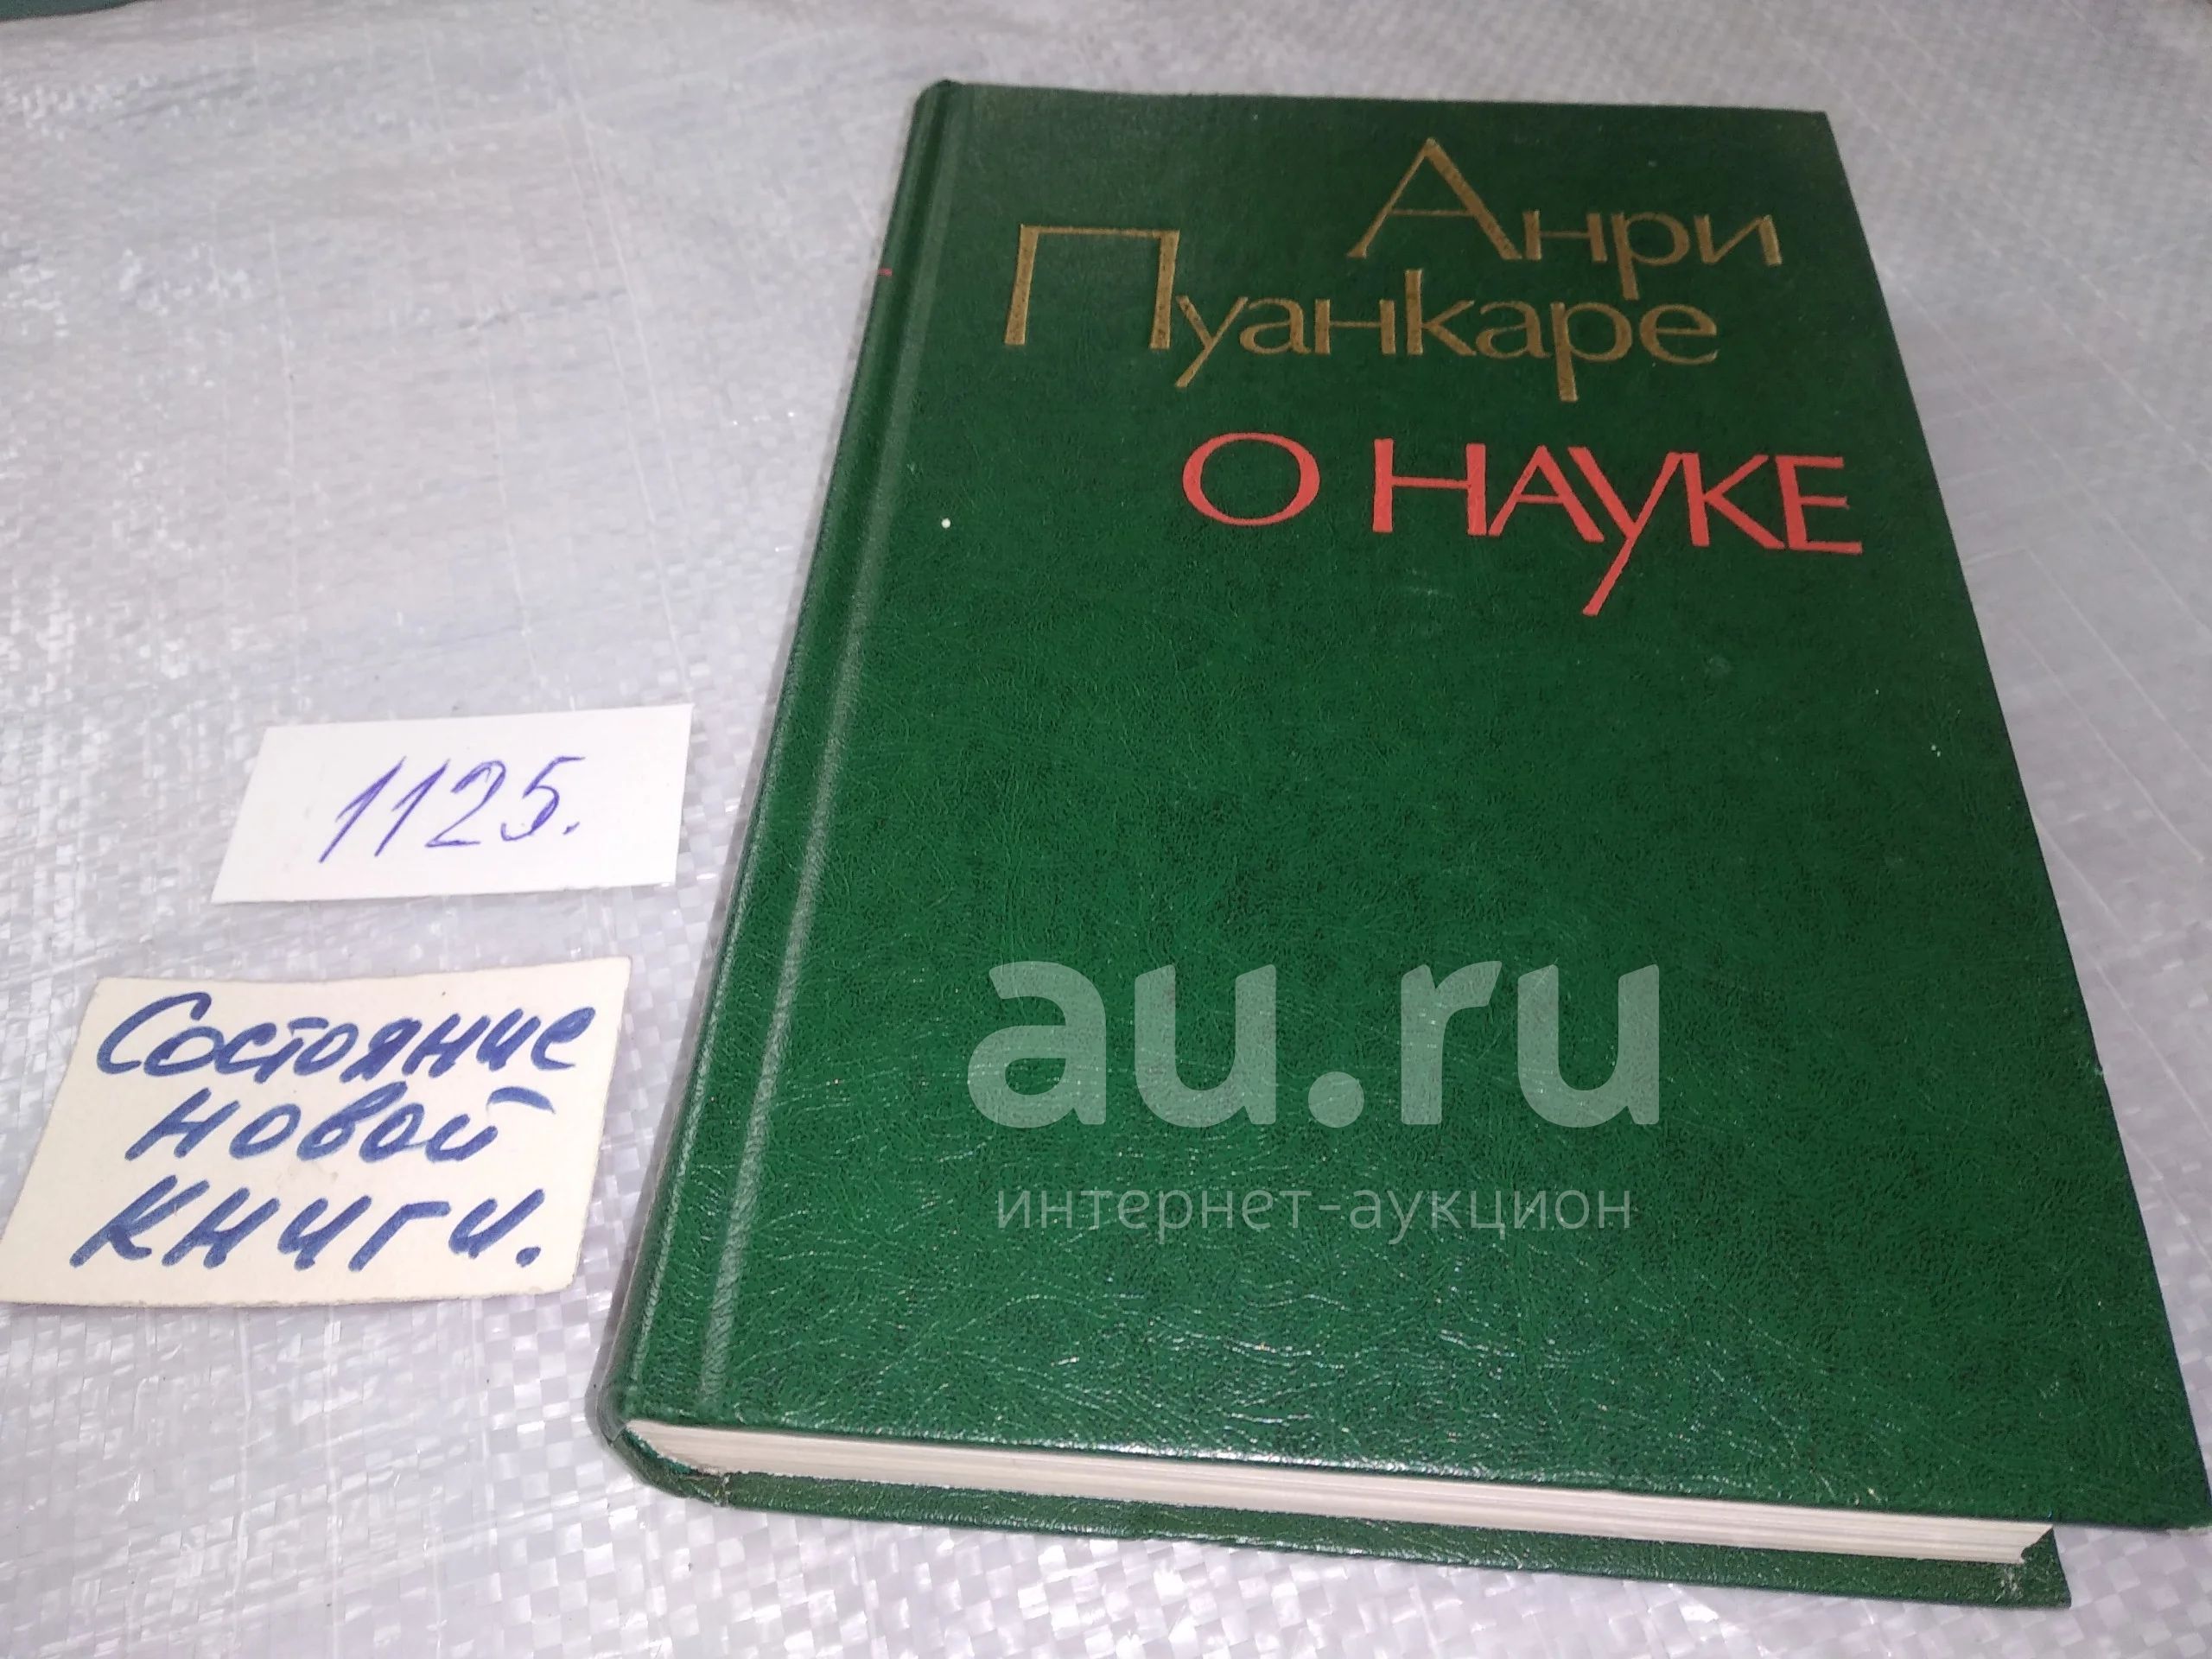 Анри
Пуанкаре
О НАУКЕ
1125.
Состояние
новой
книги.
au.ru
интернет-аукцион